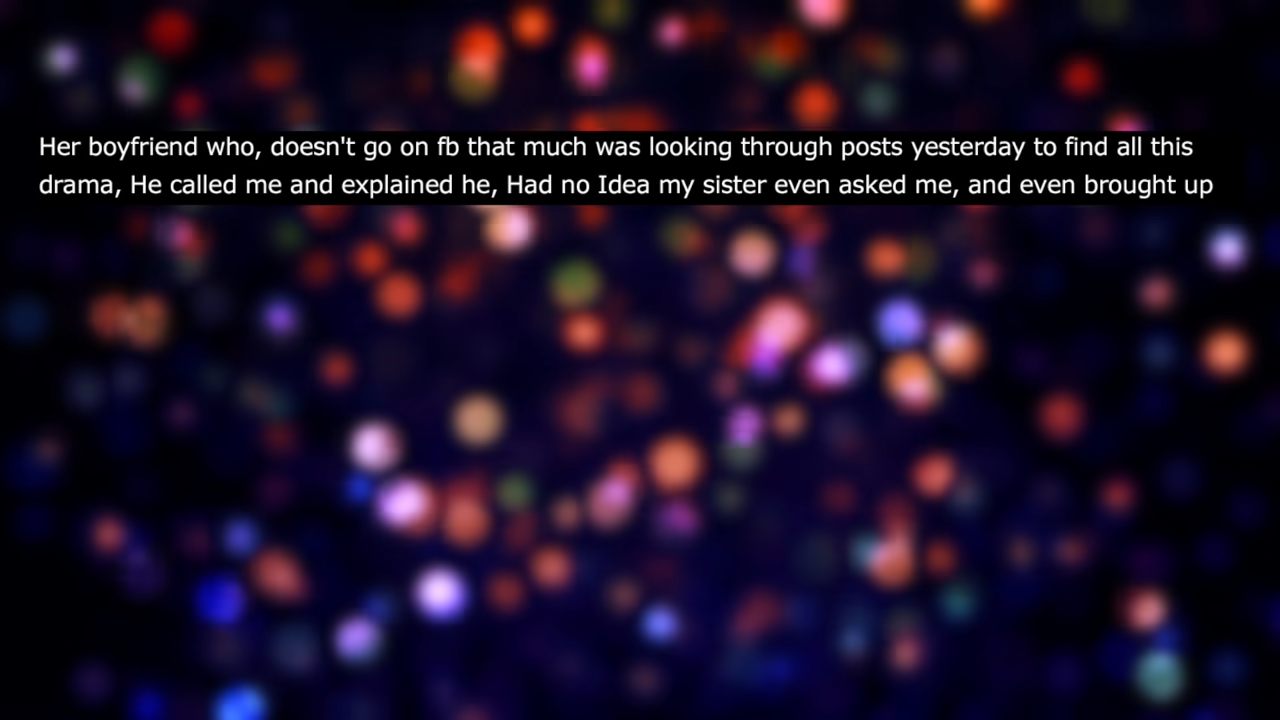 Her boyfriend who, doesn't go on fb that much was looking through posts yesterday to find all this
drama, He called me and explained he, Had no Idea my sister even asked me, and even brought up